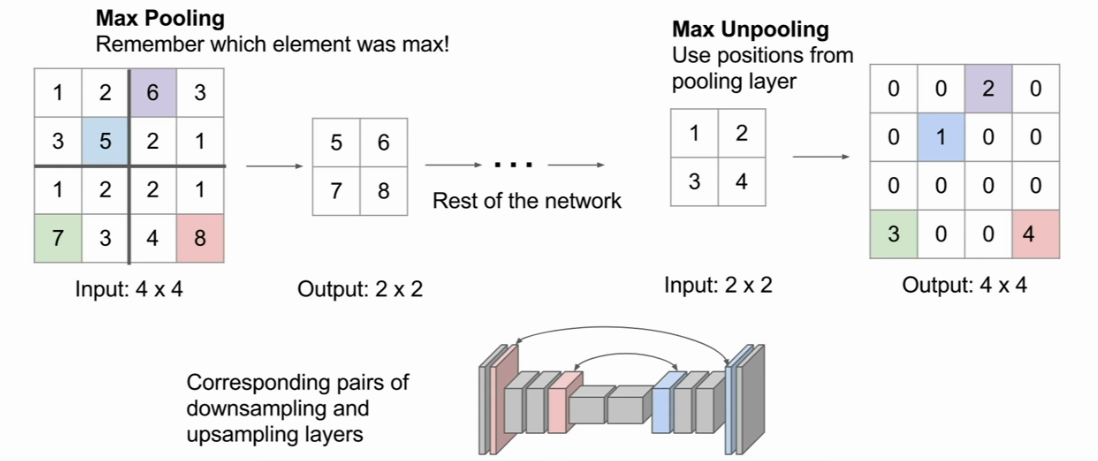 Max Pooling
Remember which element was max!
1 2 6 3
3 5 2 1
1 2 2 1
7 3 4 8
Input: 4 x 4
5 6
7 8
Output: 2 x 2
...
Rest of the network
Max Unpooling
Use positions from
pooling layer
1 2
3 4
Input: 2 x 2
0 0 2 0
0 1 0 0
0 0 0 0
3 0 0 4
Output: 4 x 4
Corresponding pairs of
downsampling and
upsampling layers